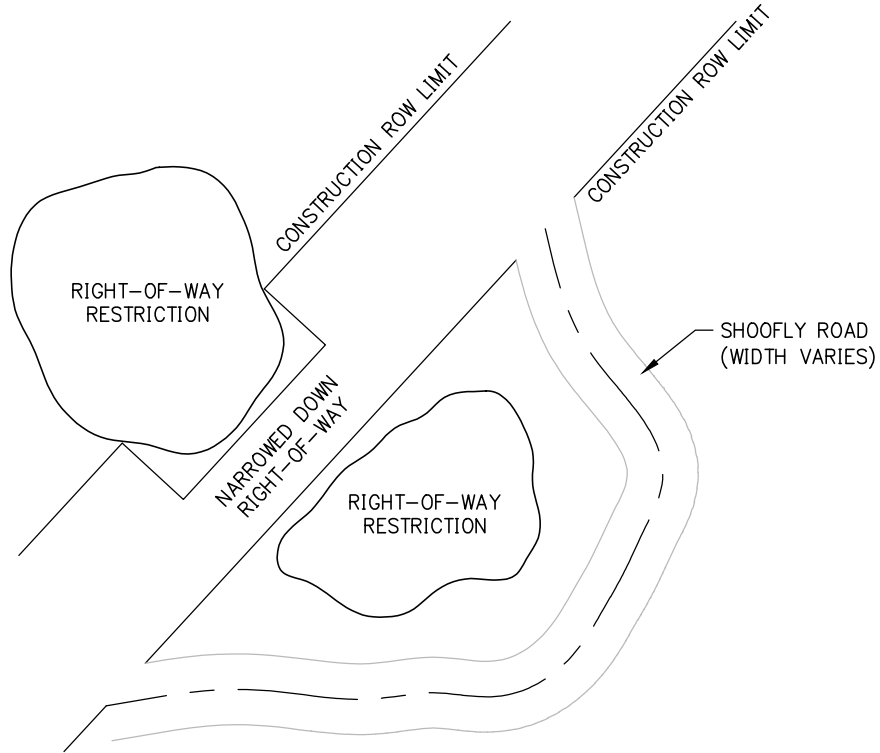 CONSTRUCTION ROW LIMIT
CONSTRUCTION ROW LIMIT
RIGHT-OF-WAY
RESTRICTION
SHOOFLY ROAD
(WIDTH VARIES)
NARROWED DOWN
RIGHT-OF-WAY
RIGHT-OF-WAY
RESTRICTION